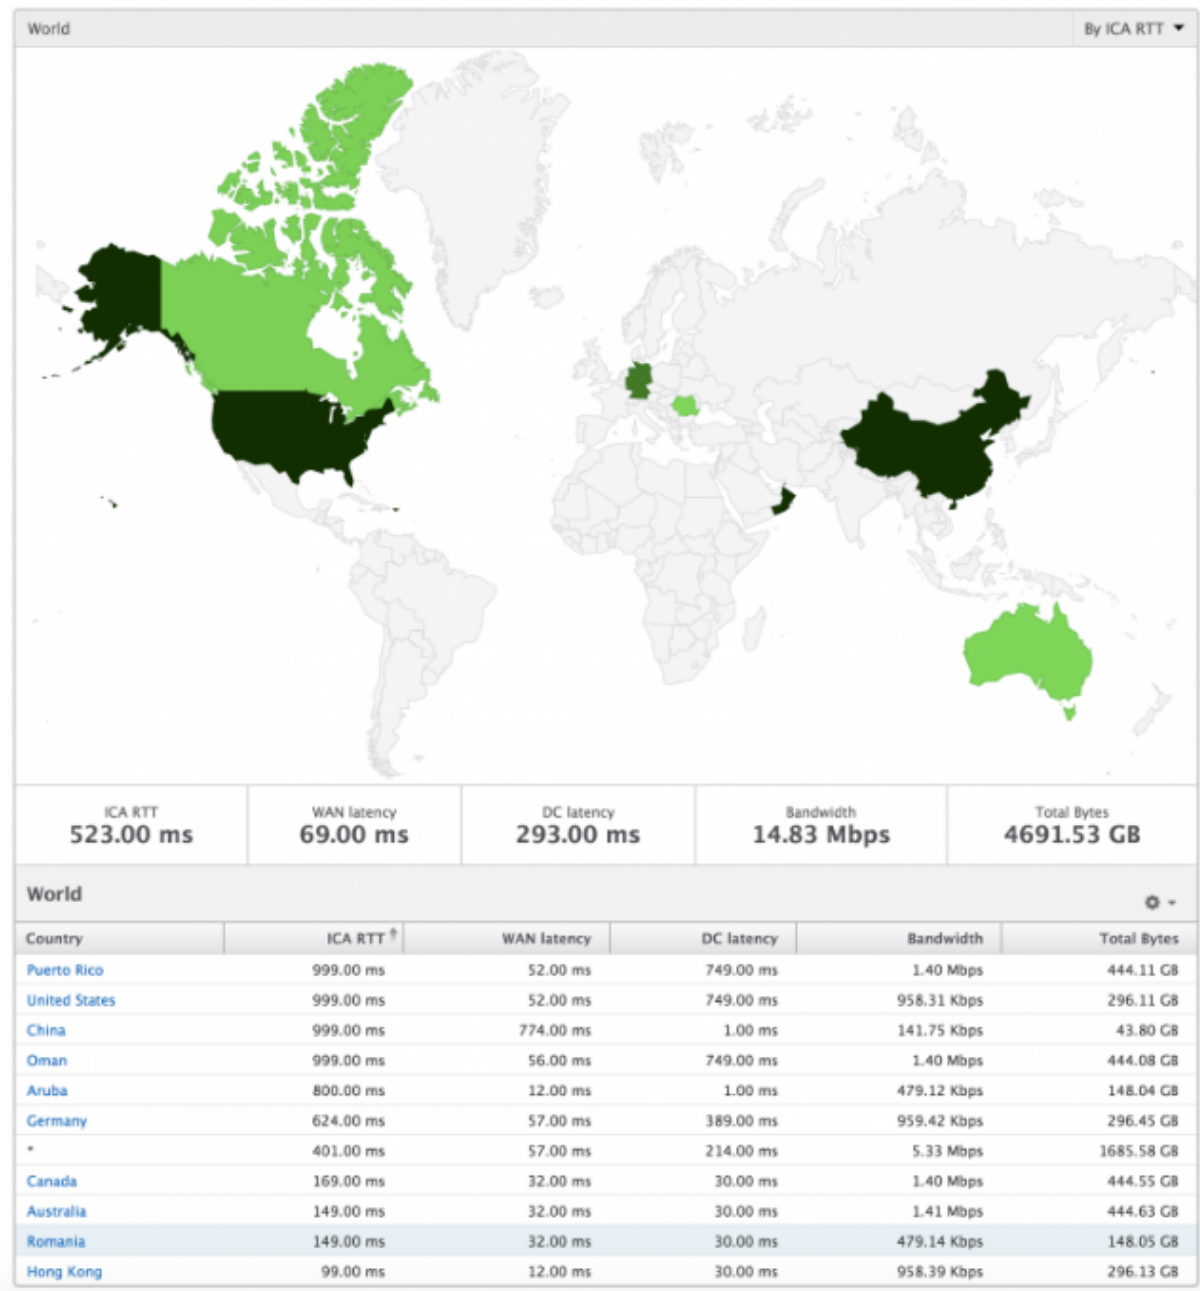 World By ICA RTT
ICA RTT WAN latency DC latency Bandwidth Total Bytes
523.00 ms 69.00 ms 293.00 ms 14.83 Mbps 4691.53 GB
World
Country ICA RTT WAN latency DC latency Bandwidth Total Bytes
Puerto Rico 999.00 ms 52.00 ms 749.00 ms 1.40 Mbps 444.11 GB
United States 999.00 ms 52.00 ms 749.00 ms 958.31 Kbps 296.11 GB
China 999.00 ms 774.00 ms 1.00 ms 141.75 Kbps 43.80 GB
Oman 999.00 ms 56.00 ms 749.00 ms 1.40 Mbps 444.08 GB
Aruba 800.00 ms 12.00 ms 1.00 ms 479.12 Kbps 148.04 GB
Germany 624.00 ms 57.00 ms 389.00 ms 959.42 Kbps 296.45 GB
* 401.00 ms 57.00 ms 214.00 ms 5.33 Mbps 1685.58 GB
Canada 169.00 ms 32.00 ms 30.00 ms 1.40 Mbps 444.55 GB
Australia 149.00 ms 32.00 ms 30.00 ms 1.41 Mbps 444.63 GB
Romania 149.00 ms 32.00 ms 30.00 ms 479.14 Kbps 148.05 GB
Hong Kong 99.00 ms 12.00 ms 30.00 ms 958.39 Kbps 296.13 GB